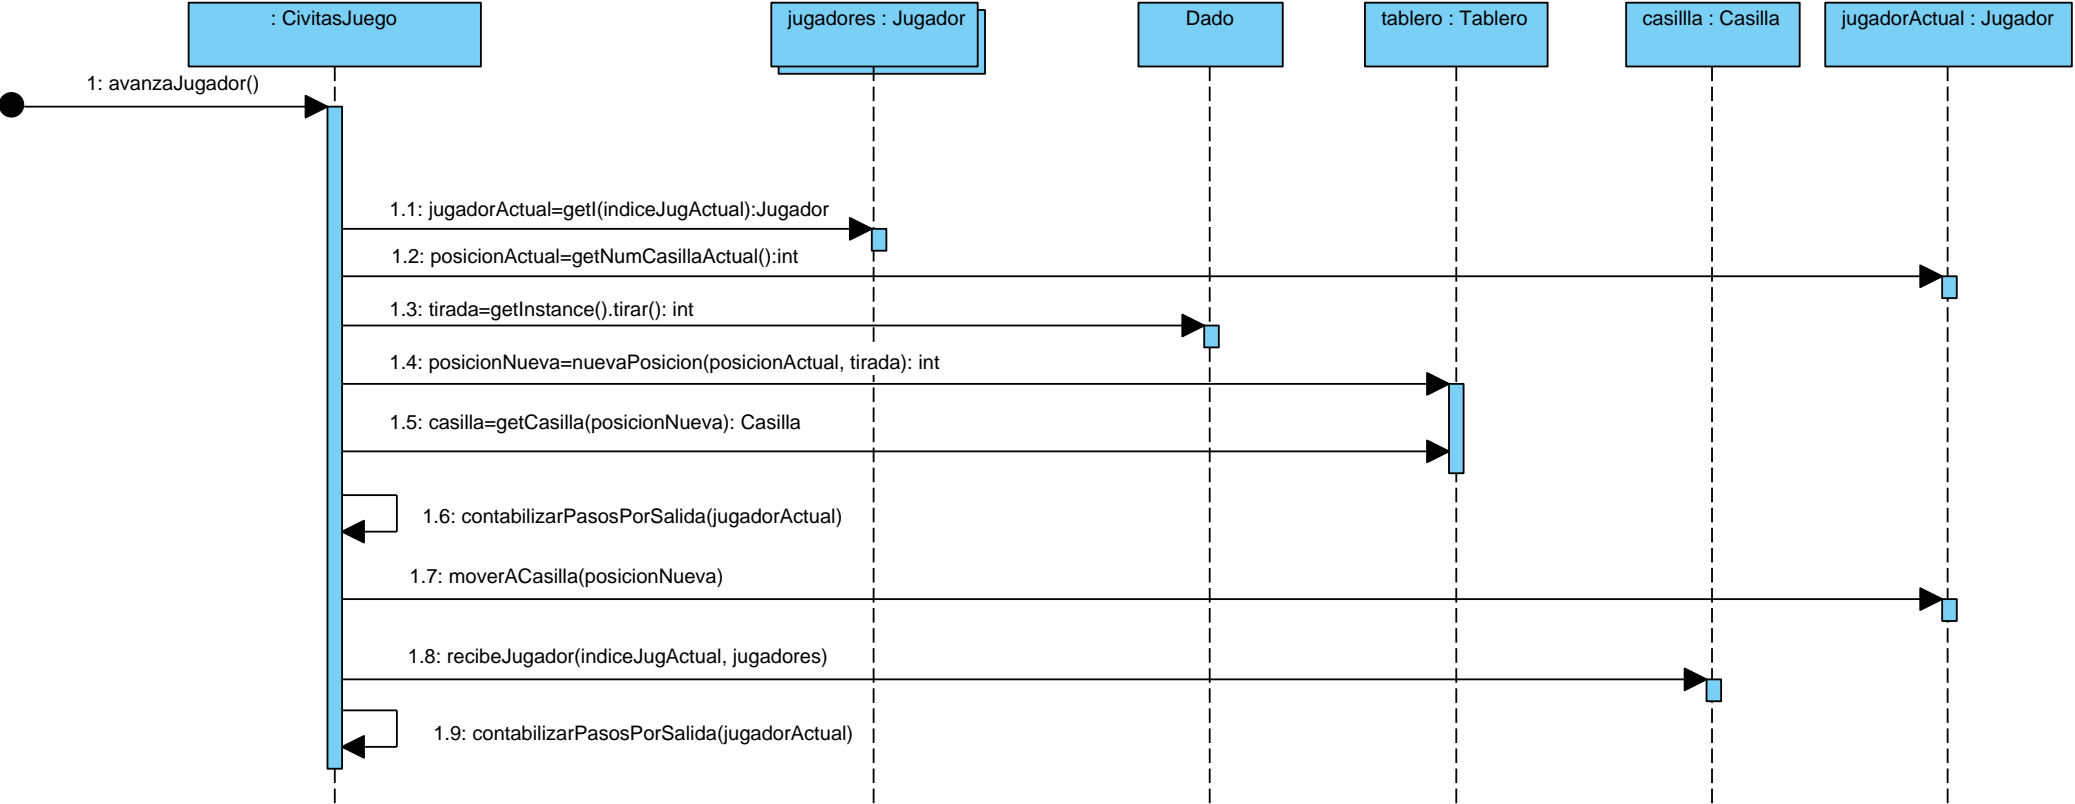 : CivitasJuego
jugadores : Jugador
Dado
tablero : Tablero
casillla : Casilla
jugadorActual : Jugador
1: avanzaJugador()
1.1: jugadorActual=getI(indiceJugActual):Jugador
1.2: posicionActual=getNumCasillaActual():int
1.3: tirada=getInstance().tirar(): int
1.4: posicionNueva=nuevaPosicion(posicionActual, tirada): int
1.5: casilla=getCasilla(posicionNueva): Casilla
1.6: contabilizarPasosPorSalida(jugadorActual)
1.7: moverACasilla(posicionNueva)
1.8: recibeJugador(indiceJugActual, jugadores)
1.9: contabilizarPasosPorSalida(jugadorActual)